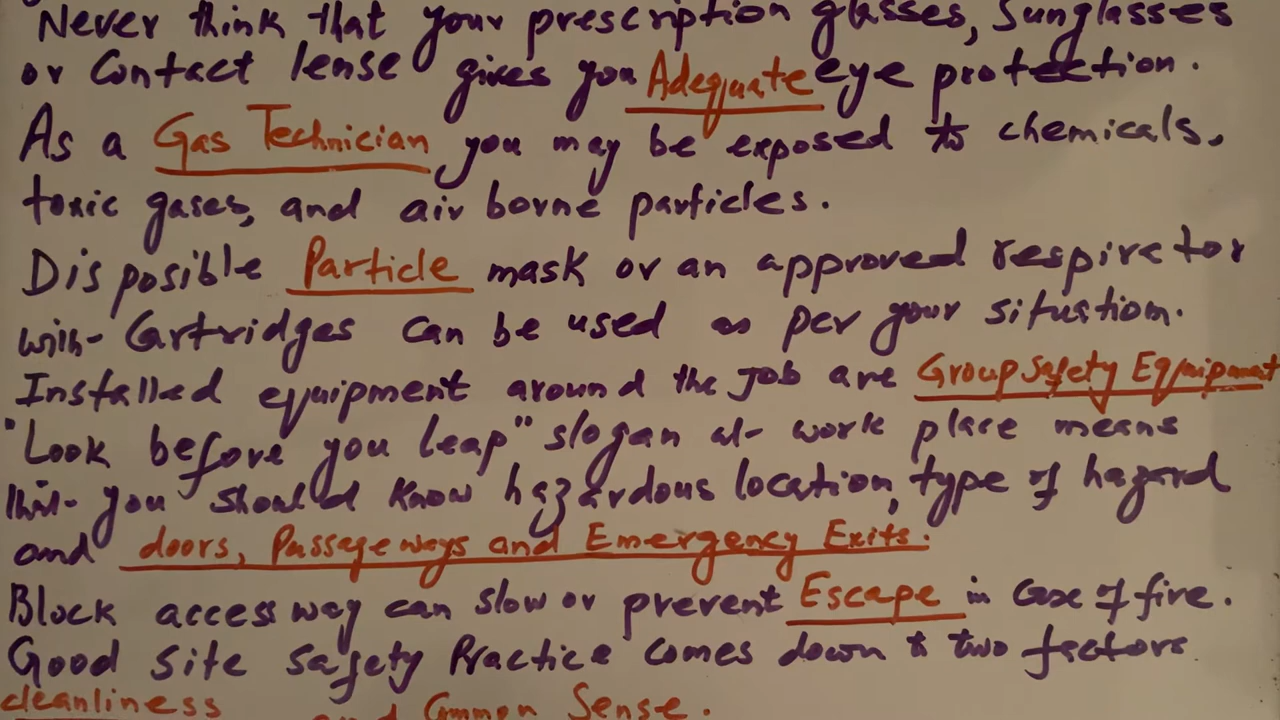 Never think that your prescription glasses, Sunglasses
or Contact lense gives you Adequate eye protection.
As a Gas Technician you may be exposed to chemicals,
toxic gases, and air borne particles.
Disposible Particle mask or an approved respirator
with Cartridges can be used as per your situation.
Installed equipment around the Job are Group Safety Equipment
"Look before you leap" slogan at work place means
that you should know hazardous location, type of hazard
and doors, Passage ways and Emergency Exits.
Block access way can slow or prevent Escape in case of fire.
Good site safety Practice comes down to two factors
cleanliness and Common Sense.